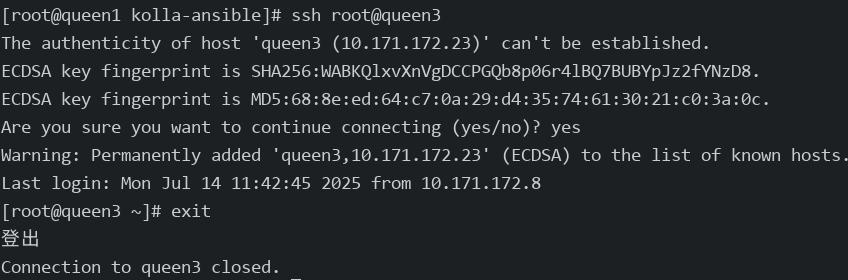 [root@queen1 kolla-ansible]# ssh root@queen3
The authenticity of host 'queen3 (10.171.172.23)' can't be established.
ECDSA key fingerprint is SHA256:WABKQlxvXnVgDCCPGQb8p06r4lBQ7BUBYpJz2fYNzD8.
ECDSA key fingerprint is MD5:68:8e:ed:64:c7:0a:29:d4:35:74:61:30:21:c0:3a:0c.
Are you sure you want to continue connecting (yes/no)? yes
Warning: Permanently added 'queen3,10.171.172.23' (ECDSA) to the list of known hosts.
Last login: Mon Jul 14 11:42:45 2025 from 10.171.172.8
[root@queen3 ~]# exit
登出
Connection to queen3 closed.